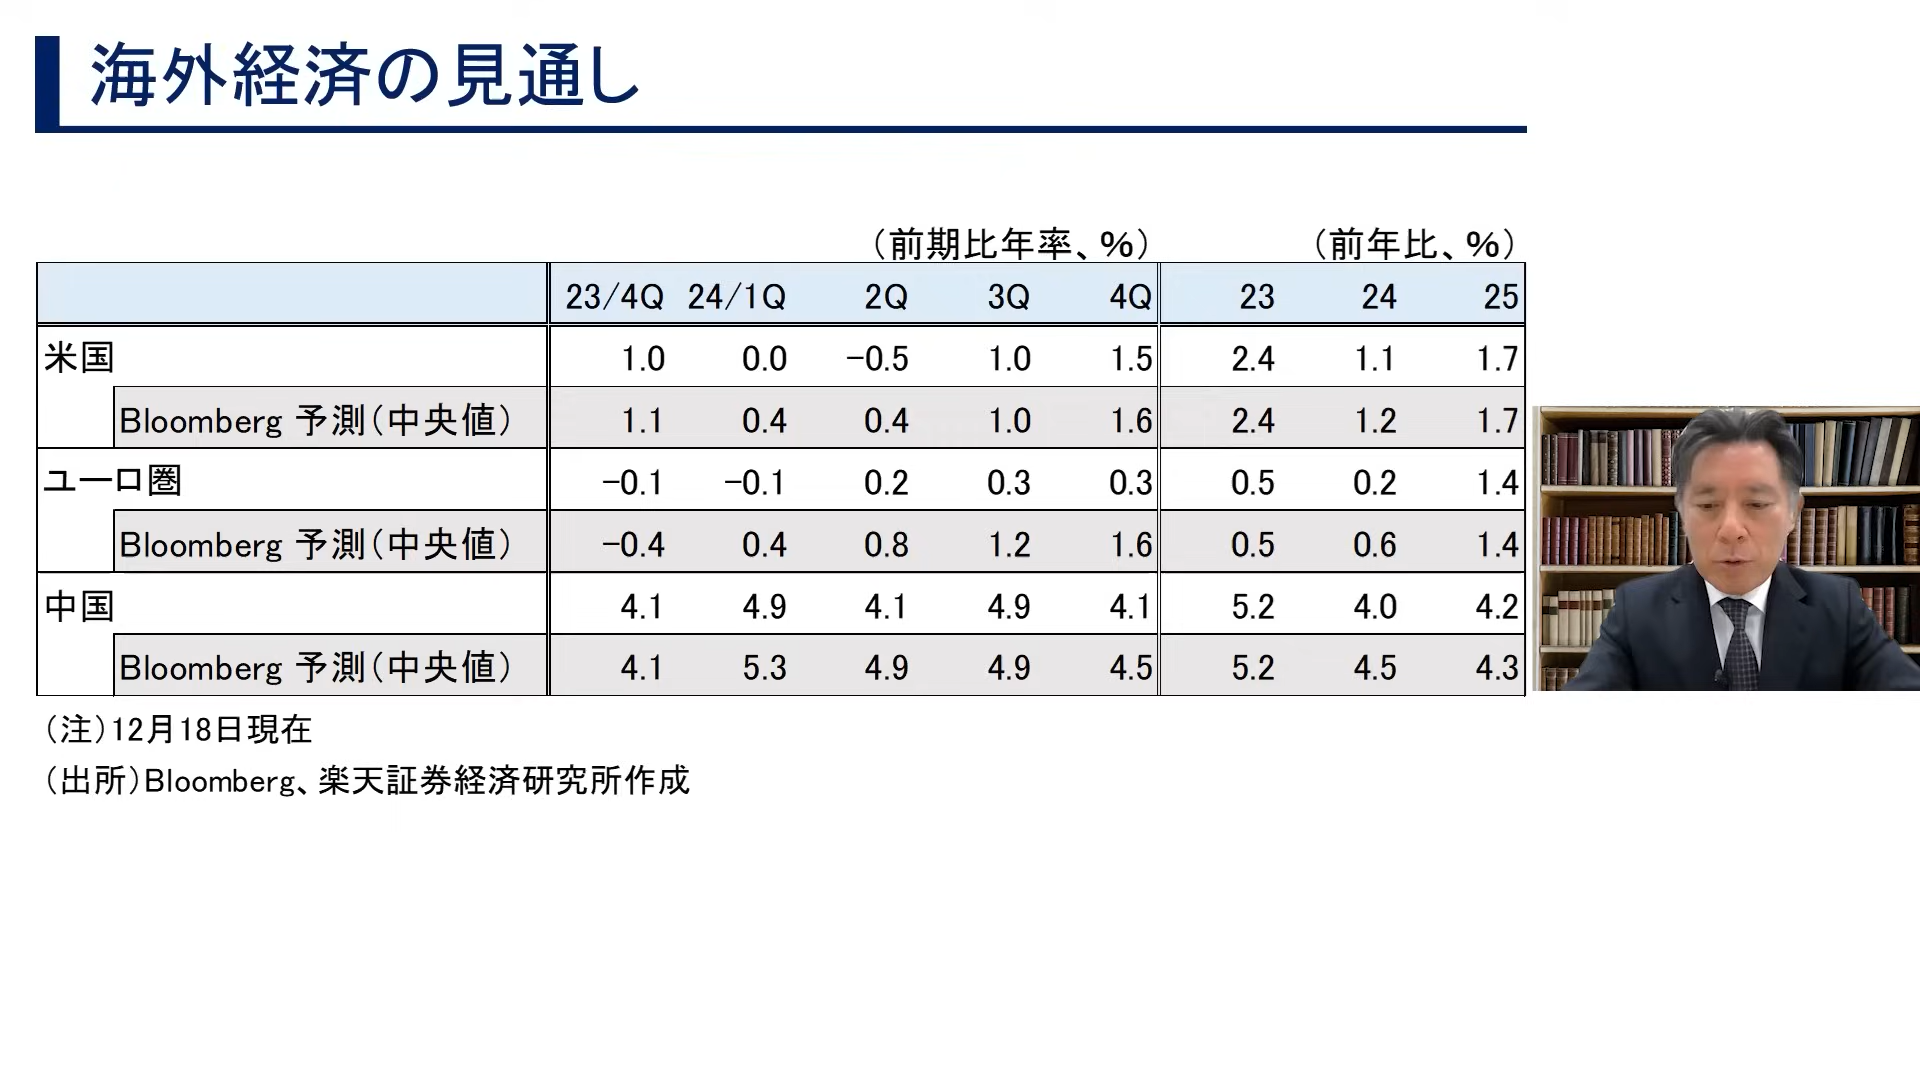 海外経済の見通し
（前期比年率、%） （前年比、%）
23/4Q 24/1Q 2Q 3Q 4Q 23 24 25
米国 1.0 0.0 −0.5 1.0 1.5 2.4 1.1 1.7
Bloomberg 予測（中央値） 1.1 0.4 0.4 1.0 1.6 2.4 1.2 1.7
ユーロ圏 −0.1 −0.1 0.2 0.3 0.3 0.5 0.2 1.4
Bloomberg 予測（中央値） −0.4 0.4 0.8 1.2 1.6 0.5 0.6 1.4
中国 4.1 4.9 4.1 4.9 4.1 5.2 4.0 4.2
Bloomberg 予測（中央値） 4.1 5.3 4.9 4.9 4.5 5.2 4.5 4.3
（注）12月18日現在
（出所）Bloomberg、楽天証券経済研究所作成